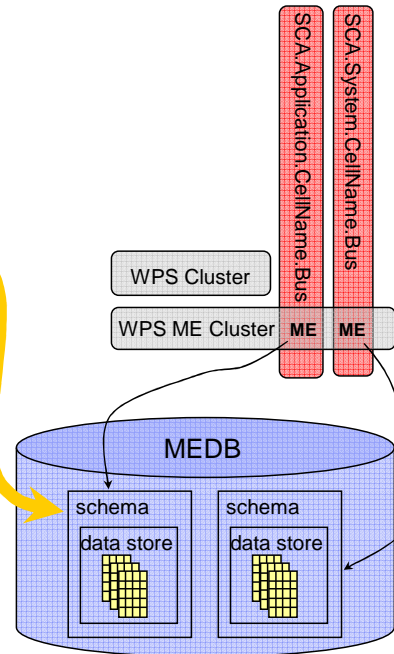 SCA.Application.CellName.Bus
SCA.System.CellName.Bus
WPS Cluster
WPS ME Cluster
ME
ME
MEDB
schema
schema
data store
data store